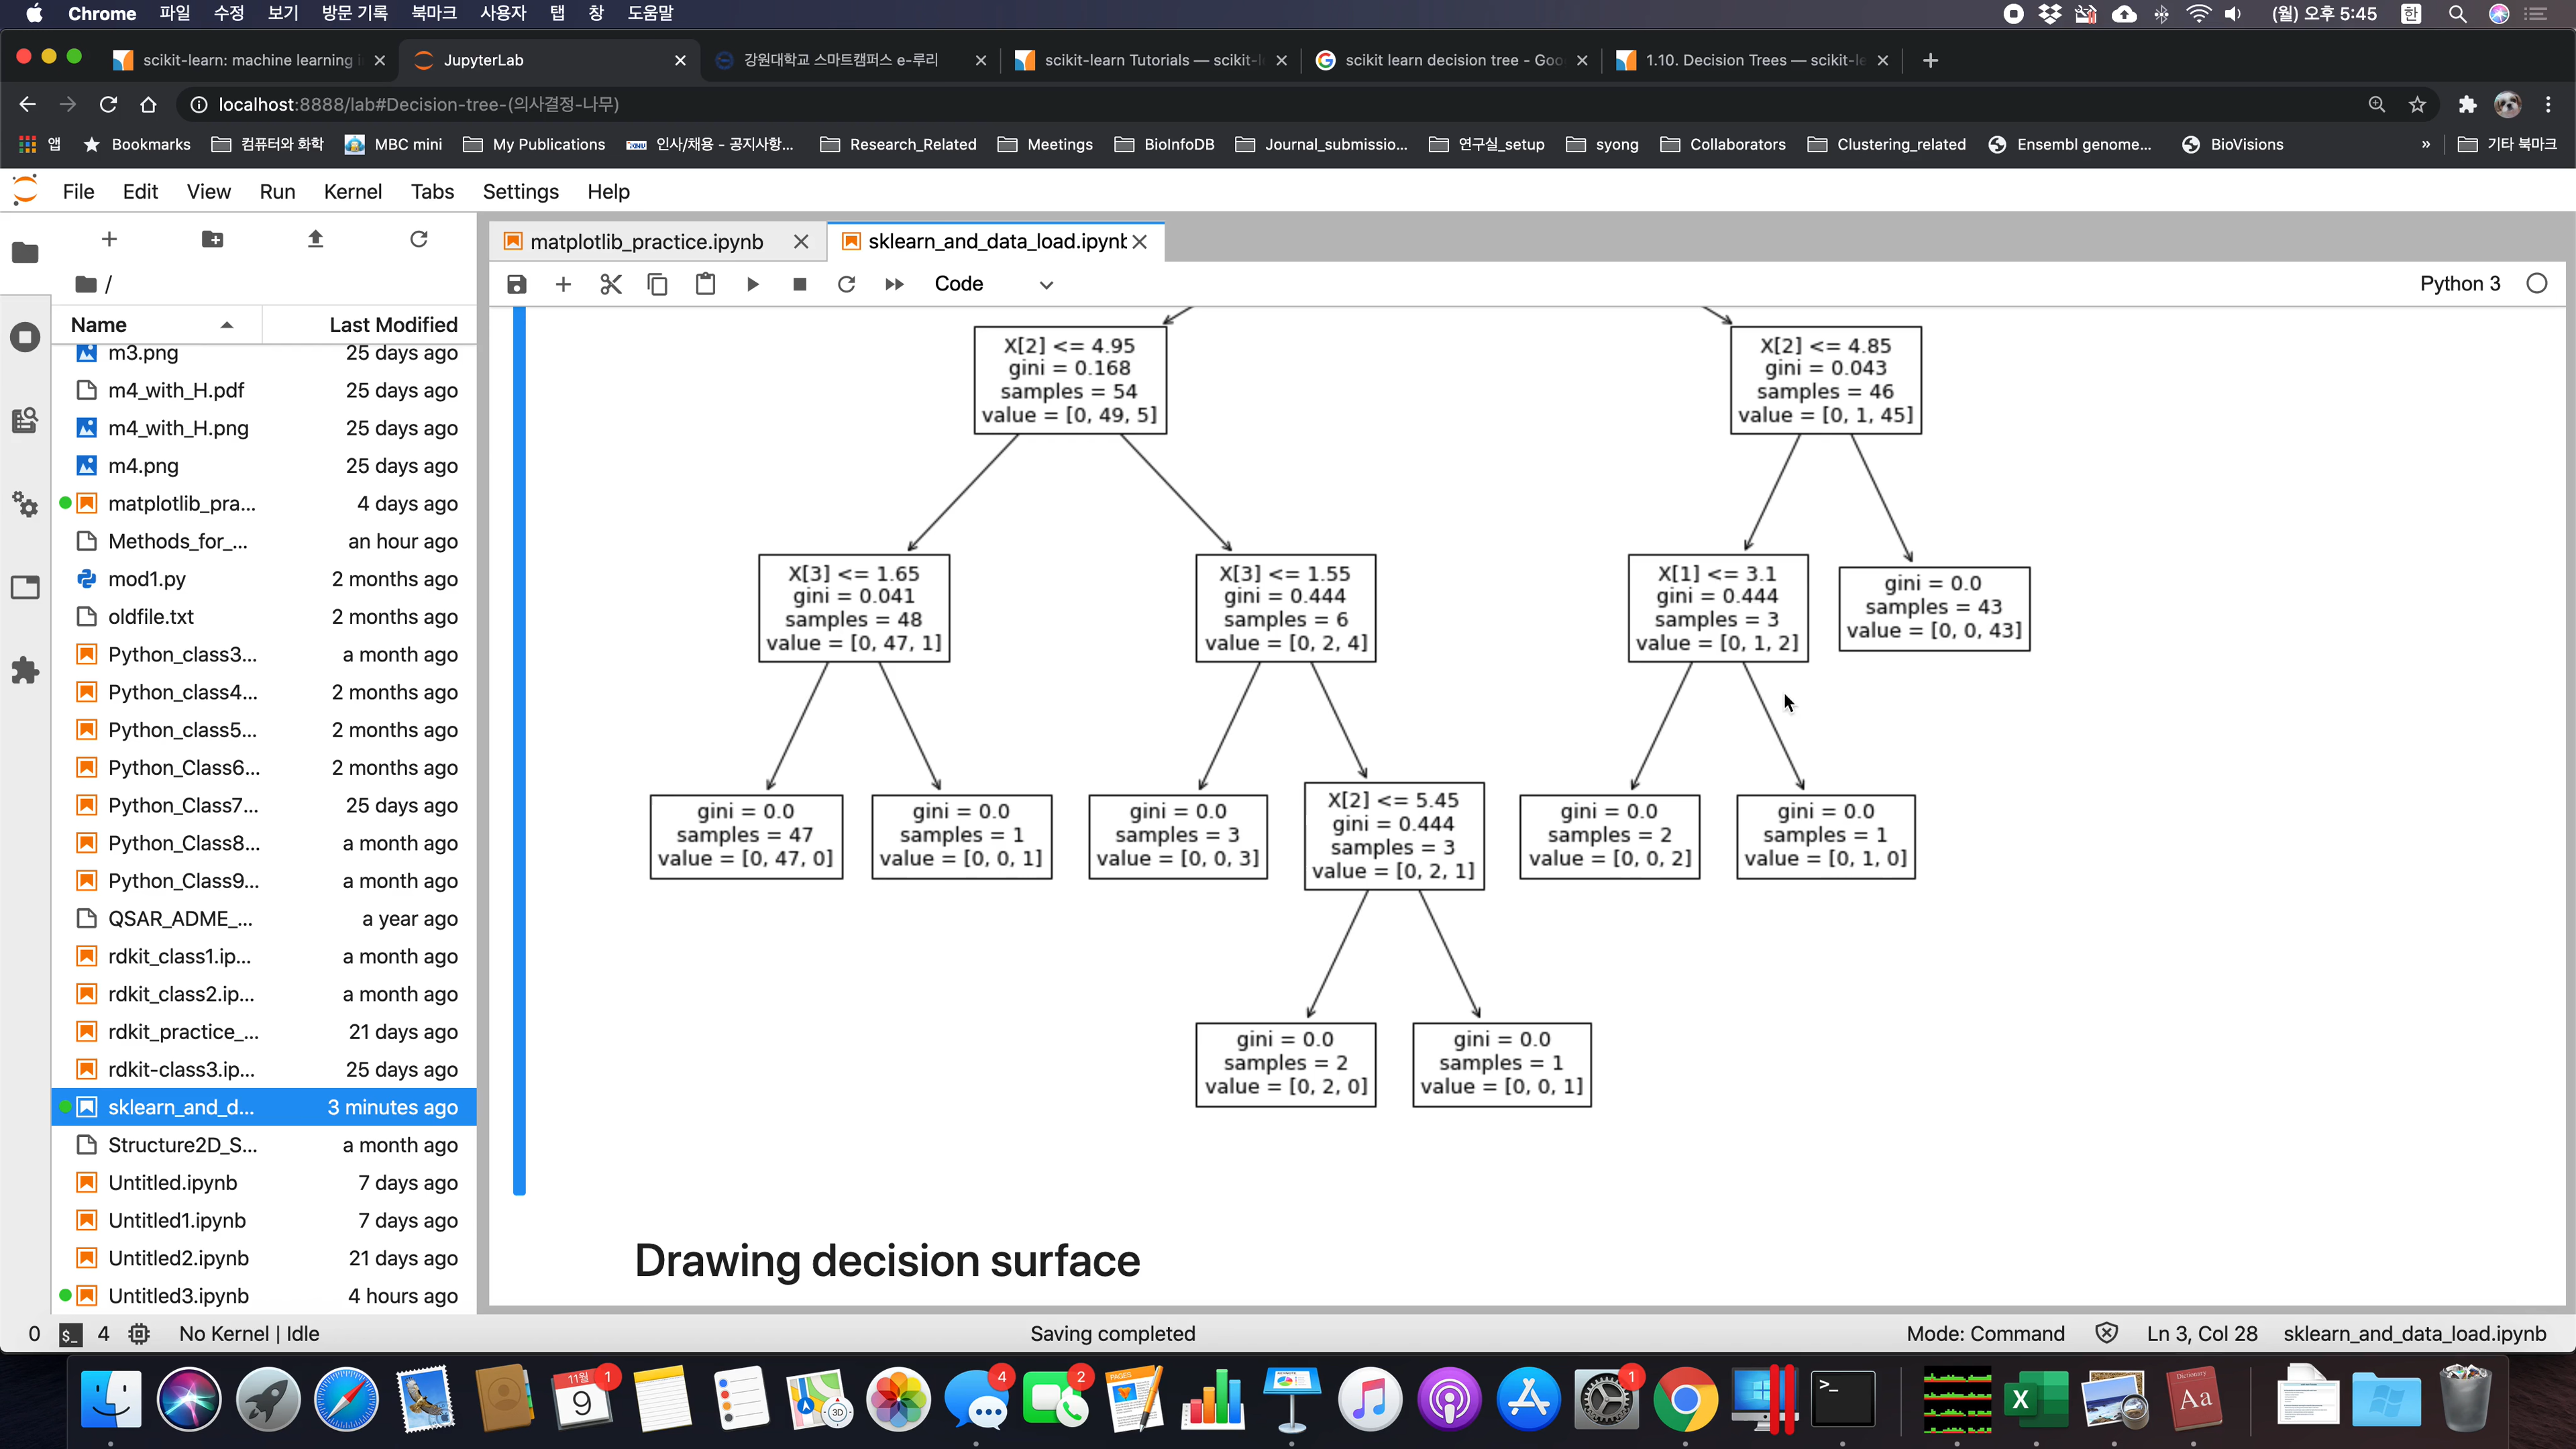 Chrome 파일 수정 보기 방문 기록 북마크 사용자 탭 창 도움말 (월) 오후 5:45 한
scikit-learn: machine learning i JupyterLab 강원대학교 스마트캠퍼스 e-루리 scikit-learn Tutorials — scikit-l scikit learn decision tree - Goo 1.10. Decision Trees — scikit-le
localhost:8888/lab#Decision-tree-(의사결정-나무)
앱 Bookmarks 컴퓨터와 화학 MBC mini My Publications KNU 인사/채용 - 공지사항... Research_Related Meetings BioInfoDB Journal_submissio... 연구실_setup syong Collaborators Clustering_related Ensembl genome... BioVisions » 기타 북마크
File Edit View Run Kernel Tabs Settings Help
matplotlib_practice.ipynb sklearn_and_data_load.ipynb
/
Code Python 3
Name Last Modified
m3.png 25 days ago
m4_with_H.pdf 25 days ago
m4_with_H.png 25 days ago
m4.png 25 days ago
matplotlib_pra... 4 days ago
Methods_for_... an hour ago
mod1.py 2 months ago
oldfile.txt 2 months ago
Python_class3... a month ago
Python_class4... 2 months ago
Python_class5... 2 months ago
Python_Class6... 2 months ago
Python_Class7... 25 days ago
Python_Class8... a month ago
Python_Class9... a month ago
QSAR_ADME_... a year ago
rdkit_class1.ip... a month ago
rdkit_class2.ip... a month ago
rdkit_practice_... 21 days ago
rdkit-class3.ip... 25 days ago
sklearn_and_d... 3 minutes ago
Structure2D_S... a month ago
Untitled.ipynb 7 days ago
Untitled1.ipynb 7 days ago
Untitled2.ipynb 21 days ago
Untitled3.ipynb 4 hours ago
X[2] <= 4.95
gini = 0.168
samples = 54
value = [0, 49, 5]
X[2] <= 4.85
gini = 0.043
samples = 46
value = [0, 1, 45]
X[3] <= 1.65
gini = 0.041
samples = 48
value = [0, 47, 1]
X[3] <= 1.55
gini = 0.444
samples = 6
value = [0, 2, 4]
X[1] <= 3.1
gini = 0.444
samples = 3
value = [0, 1, 2]
gini = 0.0
samples = 43
value = [0, 0, 43]
gini = 0.0
samples = 47
value = [0, 47, 0]
gini = 0.0
samples = 1
value = [0, 0, 1]
gini = 0.0
samples = 3
value = [0, 0, 3]
X[2] <= 5.45
gini = 0.444
samples = 3
value = [0, 2, 1]
gini = 0.0
samples = 2
value = [0, 0, 2]
gini = 0.0
samples = 1
value = [0, 1, 0]
gini = 0.0
samples = 2
value = [0, 2, 0]
gini = 0.0
samples = 1
value = [0, 0, 1]
Drawing decision surface
0 $_ 4 No Kernel | Idle Saving completed Mode: Command Ln 3, Col 28 sklearn_and_data_load.ipynb
11월 9 1 3D 4 2 PAGES 1 >_ X Dictionary Aa